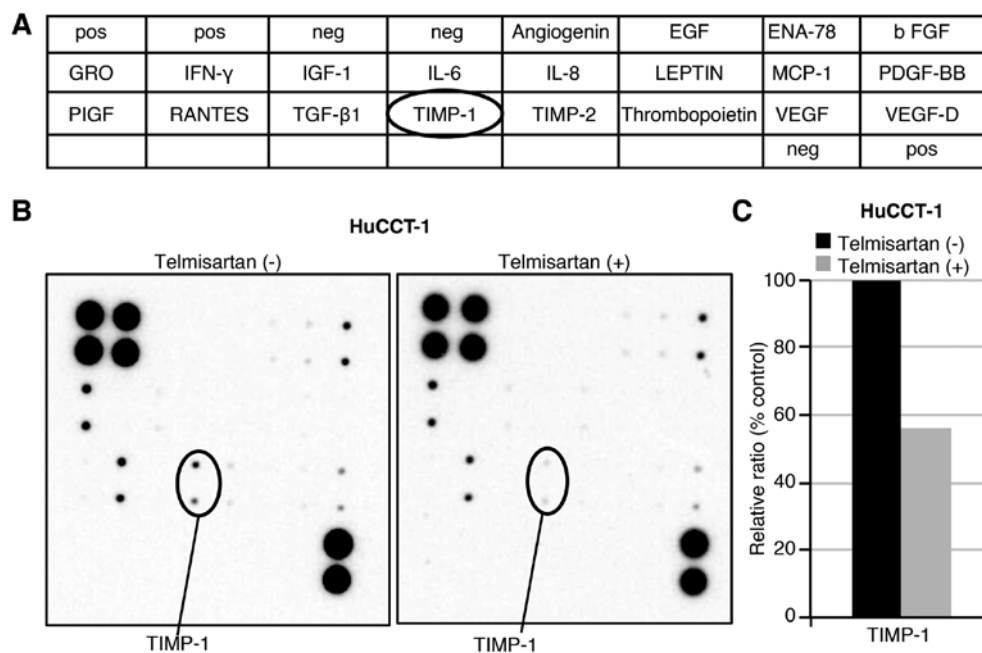 A
pos pos neg neg Angiogenin EGF ENA-78 b FGF
GRO IFN-γ IGF-1 IL-6 IL-8 LEPTIN MCP-1 PDGF-BB
PIGF RANTES TGF-β1 TIMP-1 TIMP-2 Thrombopoietin VEGF VEGF-D
neg pos
B
HuCCT-1
Telmisartan (-) Telmisartan (+)
TIMP-1 TIMP-1
C
HuCCT-1
Telmisartan (-)
Telmisartan (+)
Relative ratio (% control)
100
80
60
40
20
0
TIMP-1